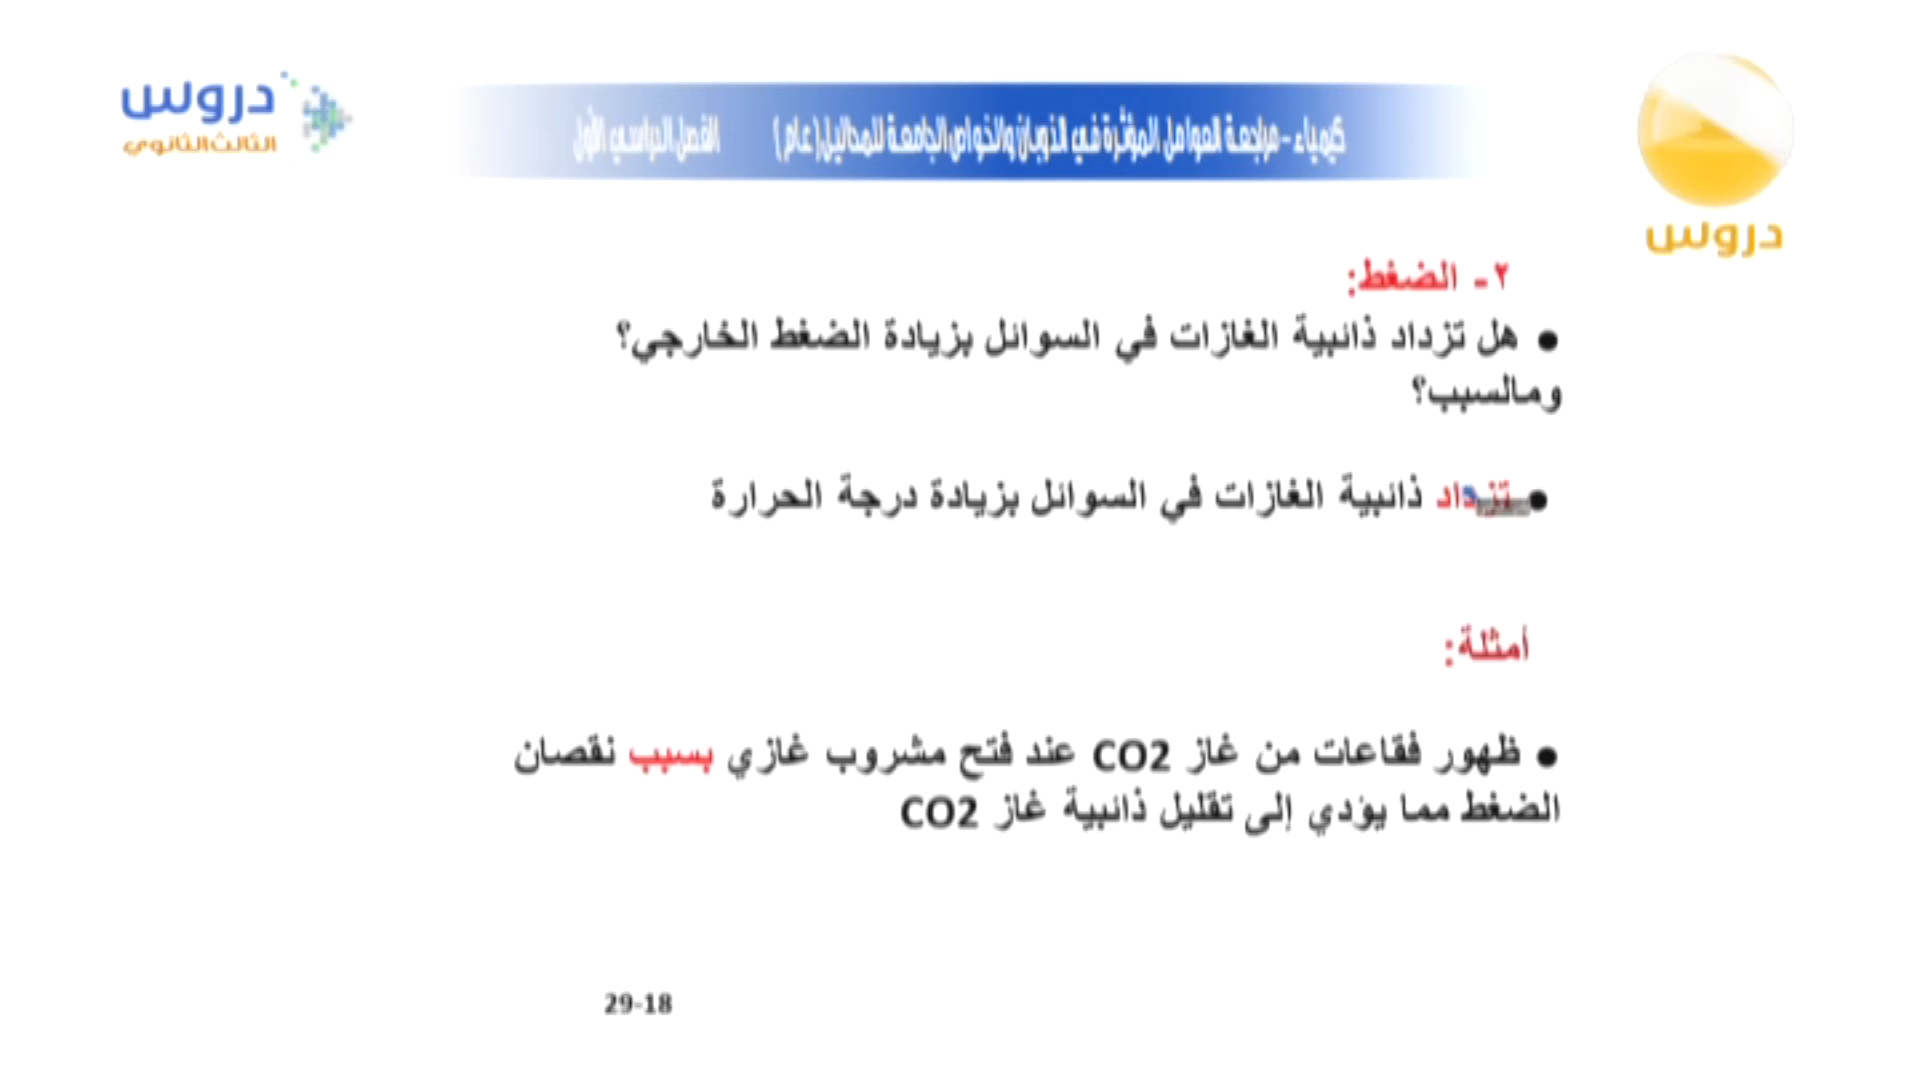 دروس
الثالث الثانوي
كيمياء - مراجعة العوامل المؤثرة في الذوبان والخواص الجامعة للمحاليل (عام) الفصل الدراسي الأول
دروس
٢- الضغط:
● هل تزداد ذائبية الغازات في السوائل بزيادة الضغط الخارجي؟
ومالسبب؟
● تزداد ذائبية الغازات في السوائل بزيادة درجة الحرارة
أمثلة:
● ظهور فقاعات من غاز CO2 عند فتح مشروب غازي بسبب نقصان
الضغط مما يؤدي إلى تقليل ذائبية غاز CO2
29-18